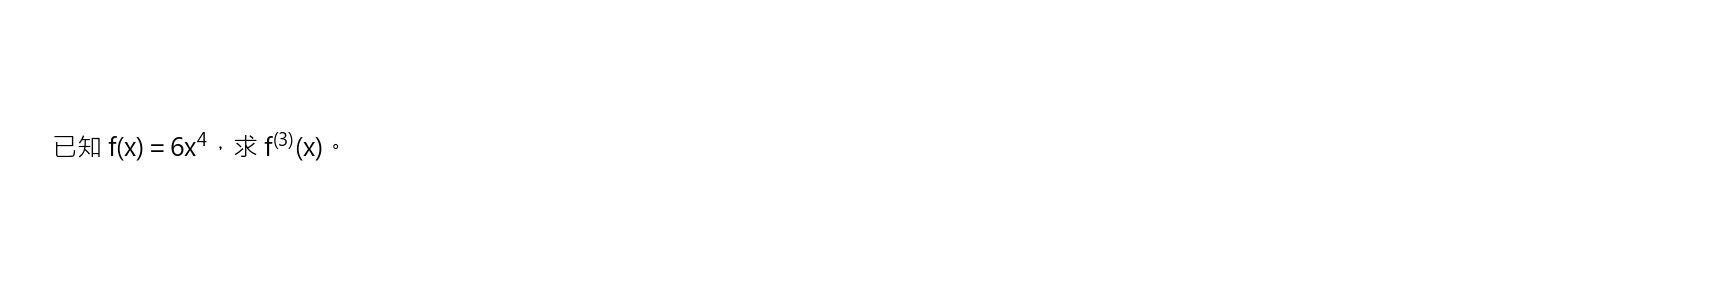 已知 f(x) = 6x⁴，求 f⁽³⁾(x)。